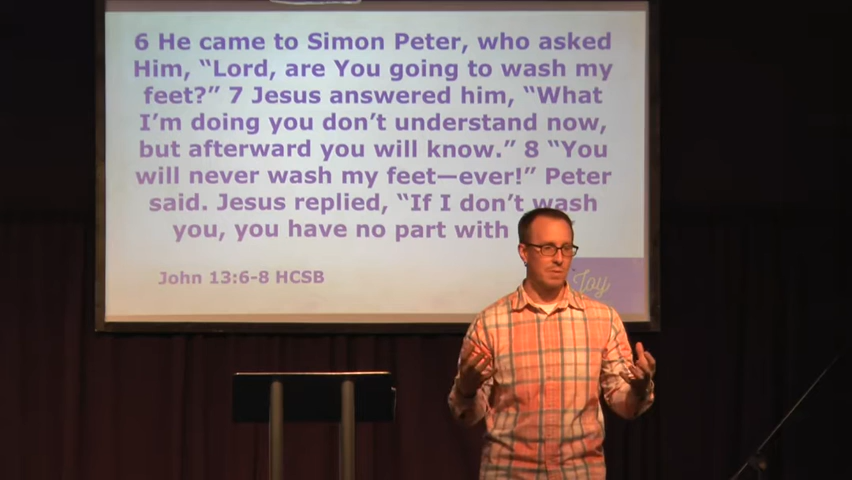 6 He came to Simon Peter, who asked
Him, “Lord, are You going to wash my
feet?” 7 Jesus answered him, “What
I’m doing you don’t understand now,
but afterward you will know.” 8 “You
will never wash my feet—ever!” Peter
said. Jesus replied, “If I don’t wash
you, you have no part with
John 13:6-8 HCSB
Joy